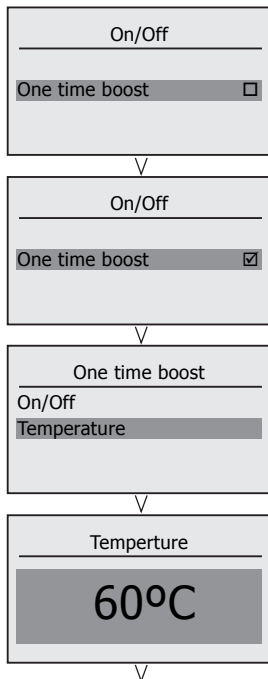 On/Off
One time boost ☐
On/Off
One time boost ☑
One time boost
On/Off
Temperature
Temperture
60ºC